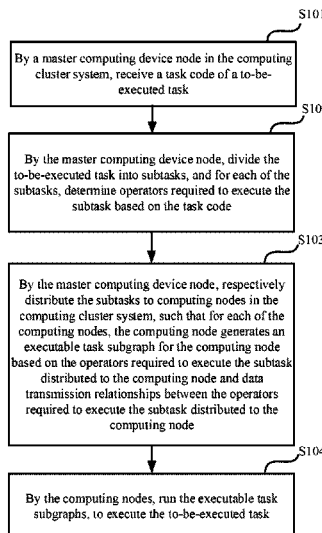 S101
By a master computing device node in the computing
cluster system, receive a task code of a to-be-
executed task
S10
By the master computing device node, divide the
to-be-executed task into subtasks, and for each of the
subtasks, determine operators required to execute the
subtask based on the task code
S103
By the master computing device node, respectively
distribute the subtasks to computing nodes in the
computing cluster system, such that for each of the
computing nodes, the computing node generates an
executable task subgraph for the computing node
based on the operators required to execute the subtask
distributed to the computing node and data
transmission relationships between the operators
required to execute the subtask distributed to the
computing node
S104
By the computing nodes, run the executable task
subgraphs, to execute the to-be-executed task